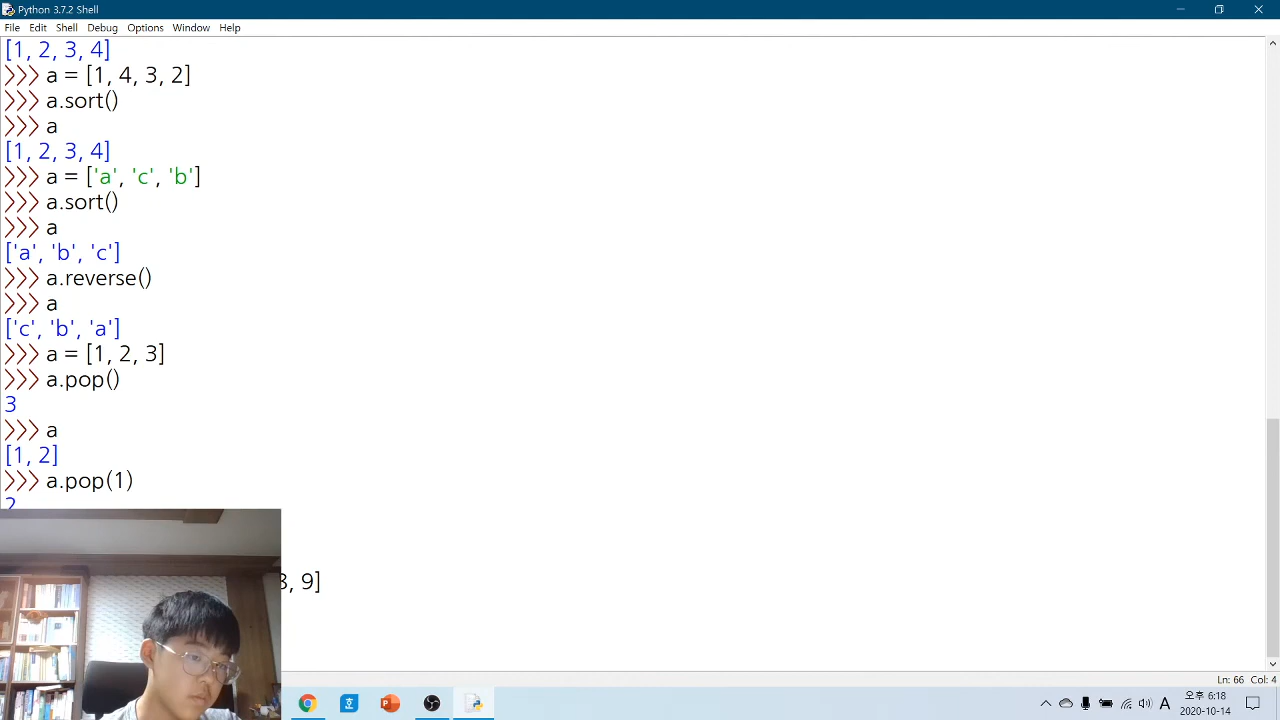 Python 3.7.2 Shell
File Edit Shell Debug Options Window Help
[1, 2, 3, 4]
>>> a = [1, 4, 3, 2]
>>> a.sort()
>>> a
[1, 2, 3, 4]
>>> a = ['a', 'c', 'b']
>>> a.sort()
>>> a
['a', 'b', 'c']
>>> a.reverse()
>>> a
['c', 'b', 'a']
>>> a = [1, 2, 3]
>>> a.pop()
3
>>> a
[1, 2]
>>> a.pop(1)
2
8, 9]
Ln: 66 Col: 4
A
오후 6:18
2020-10-14